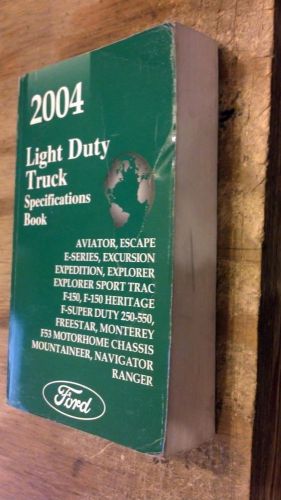 2004
Light Duty
Truck
Specifications
Book
AVIATOR, ESCAPE
E-SERIES, EXCURSION
EXPEDITION, EXPLORER
EXPLORER SPORT TRAC
F-150, F-150 HERITAGE
F-SUPER DUTY 250-550,
FREESTAR, MONTEREY
F53 MOTORHOME CHASSIS
MOUNTAINEER, NAVIGATOR
RANGER
Ford